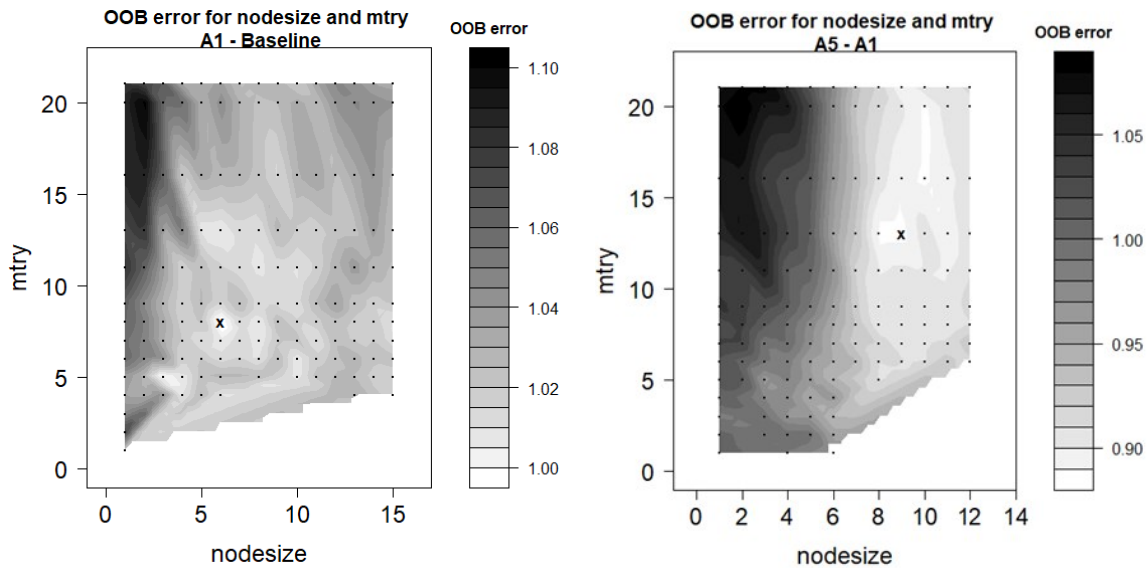 OOB error for nodesize and mtry
A1 - Baseline
OOB error
1.10
1.08
1.06
1.04
1.02
1.00
20
15
10
5
0
mtry
x
0 5 10 15
nodesize
OOB error for nodesize and mtry
A5 - A1
OOB error
1.05
1.00
0.95
0.90
20
15
10
5
0
mtry
x
0 2 4 6 8 10 12 14
nodesize